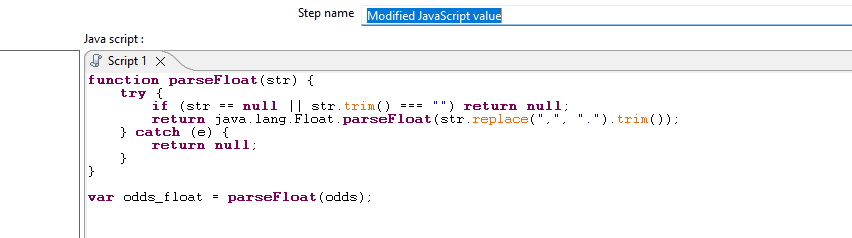 Step name Modified JavaScript value
Java script :
Script 1
function parseFloat(str) {
    try {
        if (str == null || str.trim() === "") return null;
        return java.lang.Float.parseFloat(str.replace(",", ".").trim());
    } catch (e) {
        return null;
    }
}

var odds_float = parseFloat(odds);